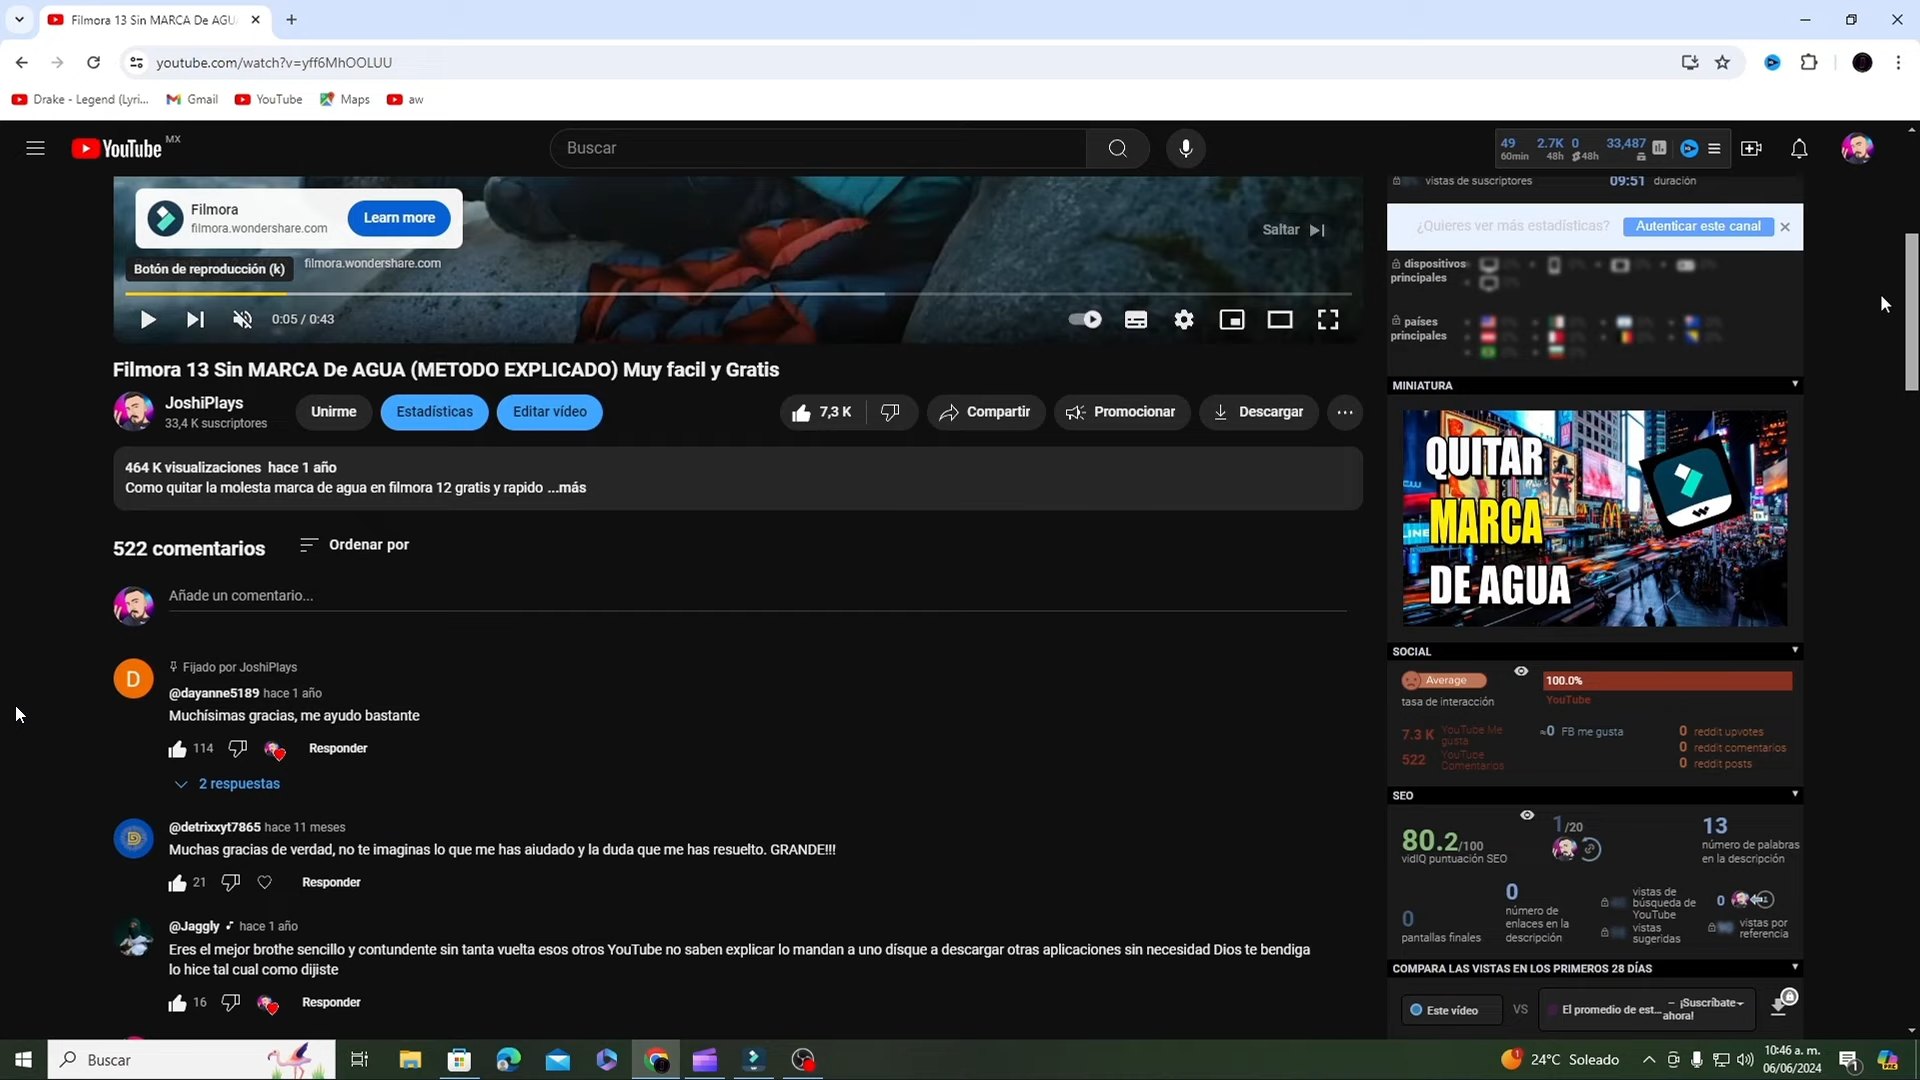 Filmora 13 Sin MARCA De AGU
youtube.com/watch?v=yff6MhOOLUU
Drake - Legend (Lyri...
Gmail
YouTube
Maps
aw
YouTube MX
Buscar
49
60min
2.7K
48h
0
48h
33,487
Filmora
filmora.wondershare.com
Learn more
Saltar
Botón de reproducción (k)
filmora.wondershare.com
0:05 / 0:43
Filmora 13 Sin MARCA De AGUA (METODO EXPLICADO) Muy facil y Gratis
JoshiPlays
33,4 K suscriptores
Unirme
Estadísticas
Editar vídeo
7,3 K
Compartir
Promocionar
Descargar
464 K visualizaciones hace 1 año
Como quitar la molesta marca de agua en filmora 12 gratis y rapido ...más
522 comentarios
Ordenar por
Añade un comentario...
Fijado por JoshiPlays
@dayanne5189 hace 1 año
Muchísimas gracias, me ayudo bastante
114
Responder
2 respuestas
@detrixxyt7865 hace 11 meses
Muchas gracias de verdad, no te imaginas lo que me has aiudado y la duda que me has resuelto. GRANDE!!!
21
Responder
@Jaggly hace 1 año
Eres el mejor brothe sencillo y contundente sin tanta vuelta esos otros YouTube no saben explicar lo mandan a uno dísque a descargar otras aplicaciones sin necesidad Dios te bendiga
lo hice tal cual como dijiste
16
Responder
vistas de suscriptores
09:51 duración
¿Quieres ver más estadísticas?
Autenticar este canal
dispositivos
principales
países
principales
MINIATURA
QUITAR
MARCA
DE AGUA
SOCIAL
Average
tasa de interacción
100.0%
YouTube
7.3 K
YouTube Me
gusta
522
YouTube
Comentarios
≈0 FB me gusta
0 reddit upvotes
0 reddit comentarios
0 reddit posts
SEO
80.2/100
vidIQ puntuación SEO
1/20
13
número de palabras
en la descripción
0
pantallas finales
0
número de
enlaces en la
descripción
vistas de
búsqueda de
YouTube
vistas
sugeridas
0
vistas por
referencia
COMPARA LAS VISTAS EN LOS PRIMEROS 28 DÍAS
Este vídeo
VS
El promedio de est...
– ¡Suscríbate
ahora!
Buscar
24°C Soleado
10:46 a. m.
06/06/2024
1